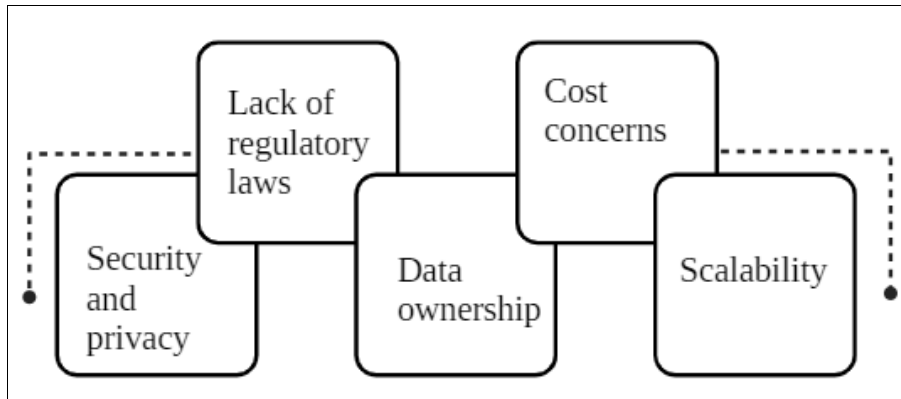 Lack of
regulatory
laws
Cost
concerns
Security
and
privacy
Data
ownership
Scalability